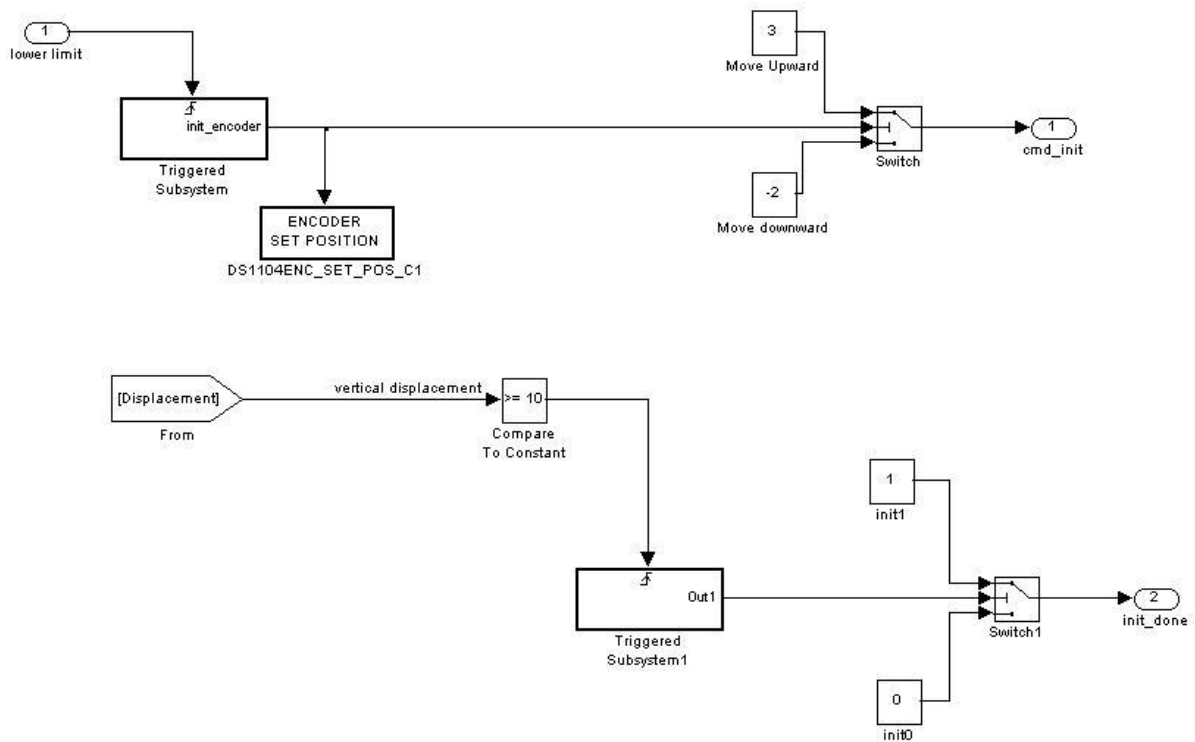 1
lower limit
init_encoder
Triggered
Subsystem
ENCODER
SET POSITION
DS1104ENC_SET_POS_C1
3
Move Upward
-2
Move downward
Switch
1
cmd_init
[Displacement]
From
vertical displacement
>= 10
Compare
To Constant
Out1
Triggered
Subsystem1
1
init1
0
init0
Switch1
2
init_done